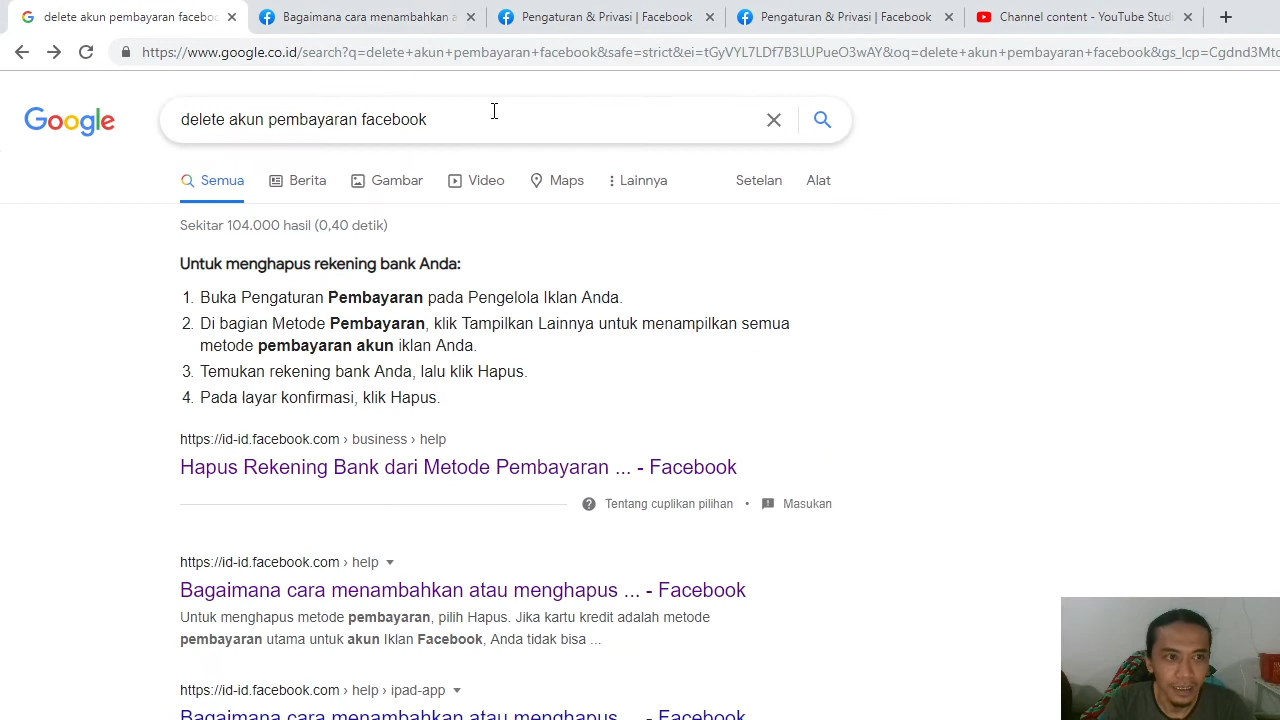 delete akun pembayaran facebo
Bagaimana cara menambahkan a
Pengaturan & Privasi | Facebook
Pengaturan & Privasi | Facebook
Channel content - YouTube Studi
https://www.google.co.id/search?q=delete+akun+pembayaran+facebook&safe=strict&ei=tGyVYL7LDf7B3LUPueO3wAY&oq=delete+akun+pembayaran+facebook&gs_lcp=Cgdnd3Mtc
Google
delete akun pembayaran facebook
Semua
Berita
Gambar
Video
Maps
Lainnya
Setelan
Alat
Sekitar 104.000 hasil (0,40 detik)
Untuk menghapus rekening bank Anda:
1. Buka Pengaturan Pembayaran pada Pengelola Iklan Anda.
2. Di bagian Metode Pembayaran, klik Tampilkan Lainnya untuk menampilkan semua
metode pembayaran akun iklan Anda.
3. Temukan rekening bank Anda, lalu klik Hapus.
4. Pada layar konfirmasi, klik Hapus.
https://id-id.facebook.com › business › help
Hapus Rekening Bank dari Metode Pembayaran ... - Facebook
Tentang cuplikan pilihan • Masukan
https://id-id.facebook.com › help
Bagaimana cara menambahkan atau menghapus ... - Facebook
Untuk menghapus metode pembayaran, pilih Hapus. Jika kartu kredit adalah metode
pembayaran utama untuk akun Iklan Facebook, Anda tidak bisa ...
https://id-id.facebook.com › help › ipad-app
Bagaimana cara menambahkan atau menghapus ... - Facebook